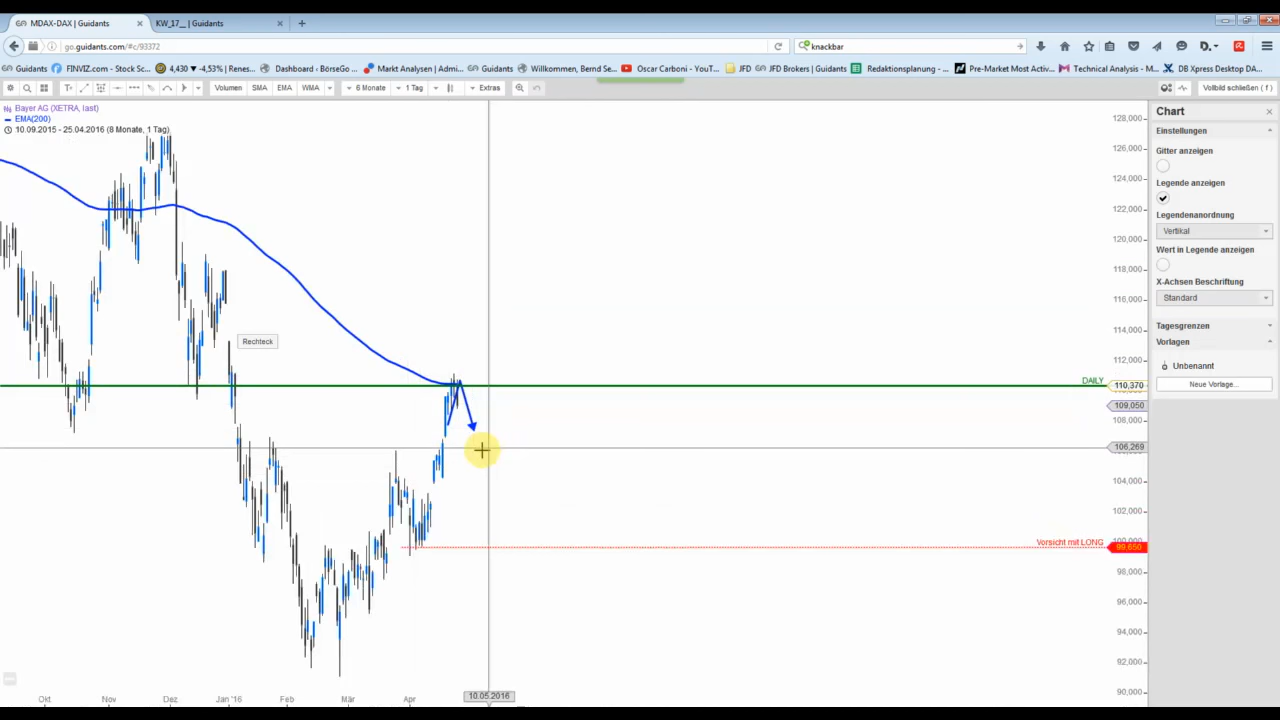 MDAX-DAX | Guidants
KW_17__ | Guidants
go.guidants.com/#c/93372
knackbar
Guidants
FINVIZ.com - Stock Sc...
4,430 ▾ -4,53% | Renes...
Dashboard - BörseGo ...
Markt Analysen | Admi...
Guidants
Willkommen, Bernd Se...
Oscar Carboni - YouT...
JFD
JFD Brokers | Guidants
Redaktionsplanung - ...
Pre-Market Most Activ...
Technical Analysis - M...
DB Xpress Desktop DA...
Volumen
SMA
EMA
WMA
6 Monate
1 Tag
Extras
Vollbild schließen ( f )
Bayer AG (XETRA, last)
EMA(200)
10.09.2015 - 25.04.2016 (8 Monate, 1 Tag)
Rechteck
DAILY
Vorsicht mit LONG
128,000
126,000
124,000
122,000
120,000
118,000
116,000
114,000
112,000
110,370
109,050
108,000
106,269
104,000
102,000
99,650
98,000
96,000
94,000
92,000
90,000
Okt
Nov
Dez
Jan '16
Feb
Mär
Apr
10.05.2016
Chart
Einstellungen
Gitter anzeigen
Legende anzeigen
Legendenanordnung
Vertikal
Wert in Legende anzeigen
X-Achsen Beschriftung
Standard
Tagesgrenzen
Vorlagen
Unbenannt
Neue Vorlage...